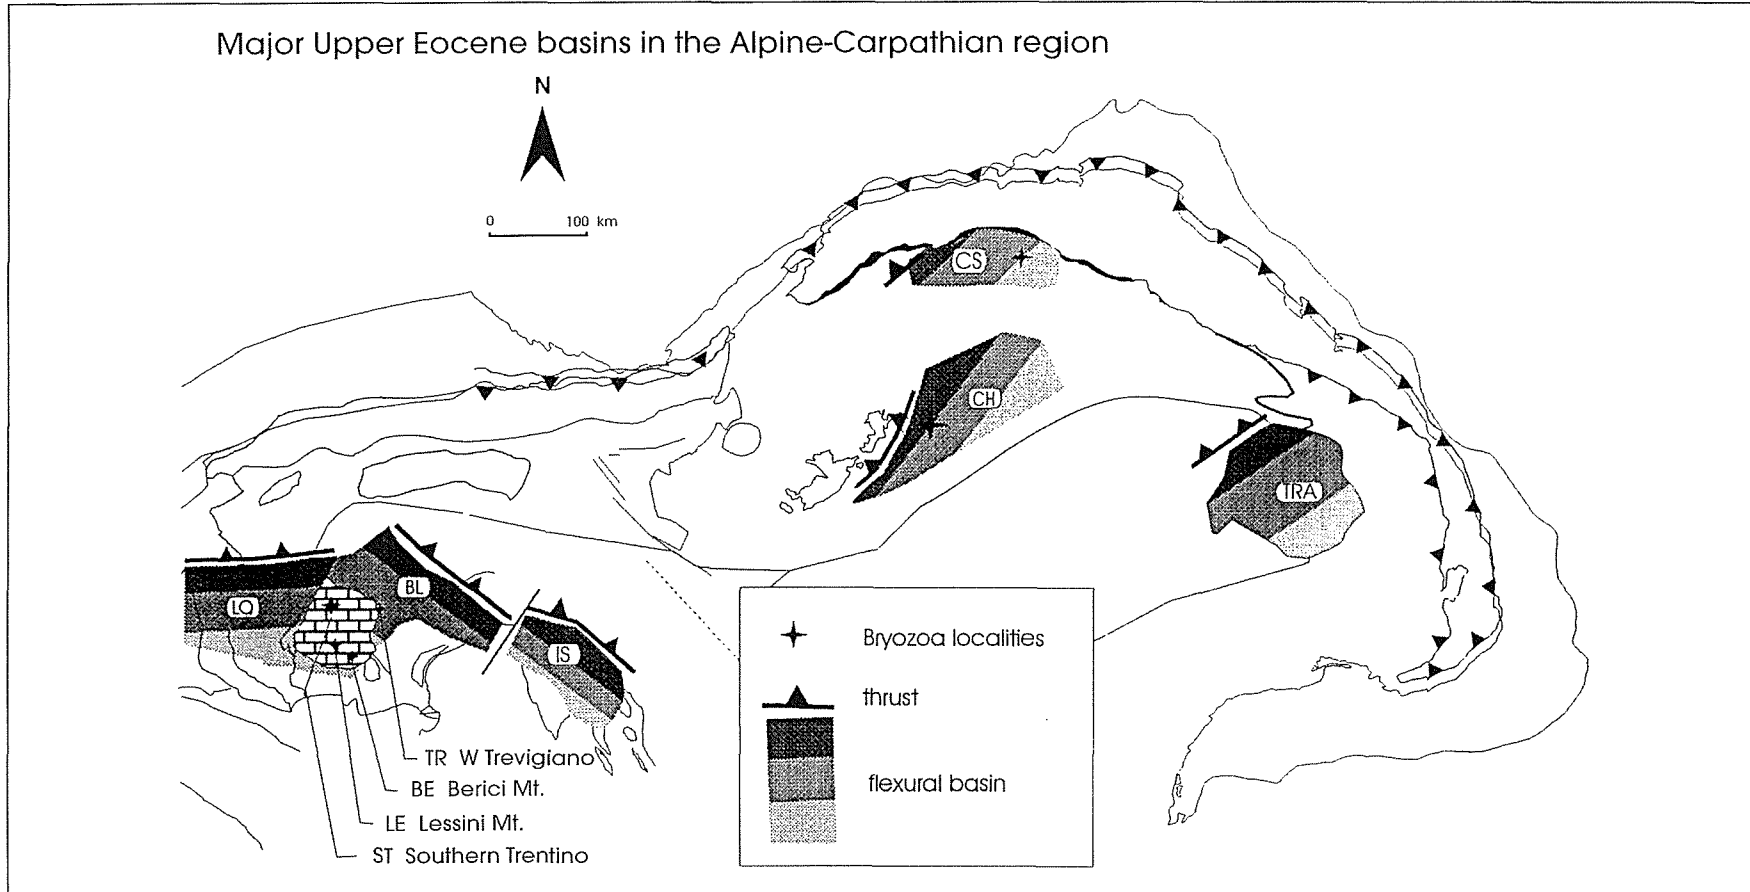 Major Upper Eocene basins in the Alpine-Carpathian region
N
0 100 km
CS
CH
TRA
BL
LO
IS
Bryozoa localities
thrust
flexural basin
TR W Trevigiano
BE Berici Mt.
LE Lessini Mt.
ST Southern Trentino